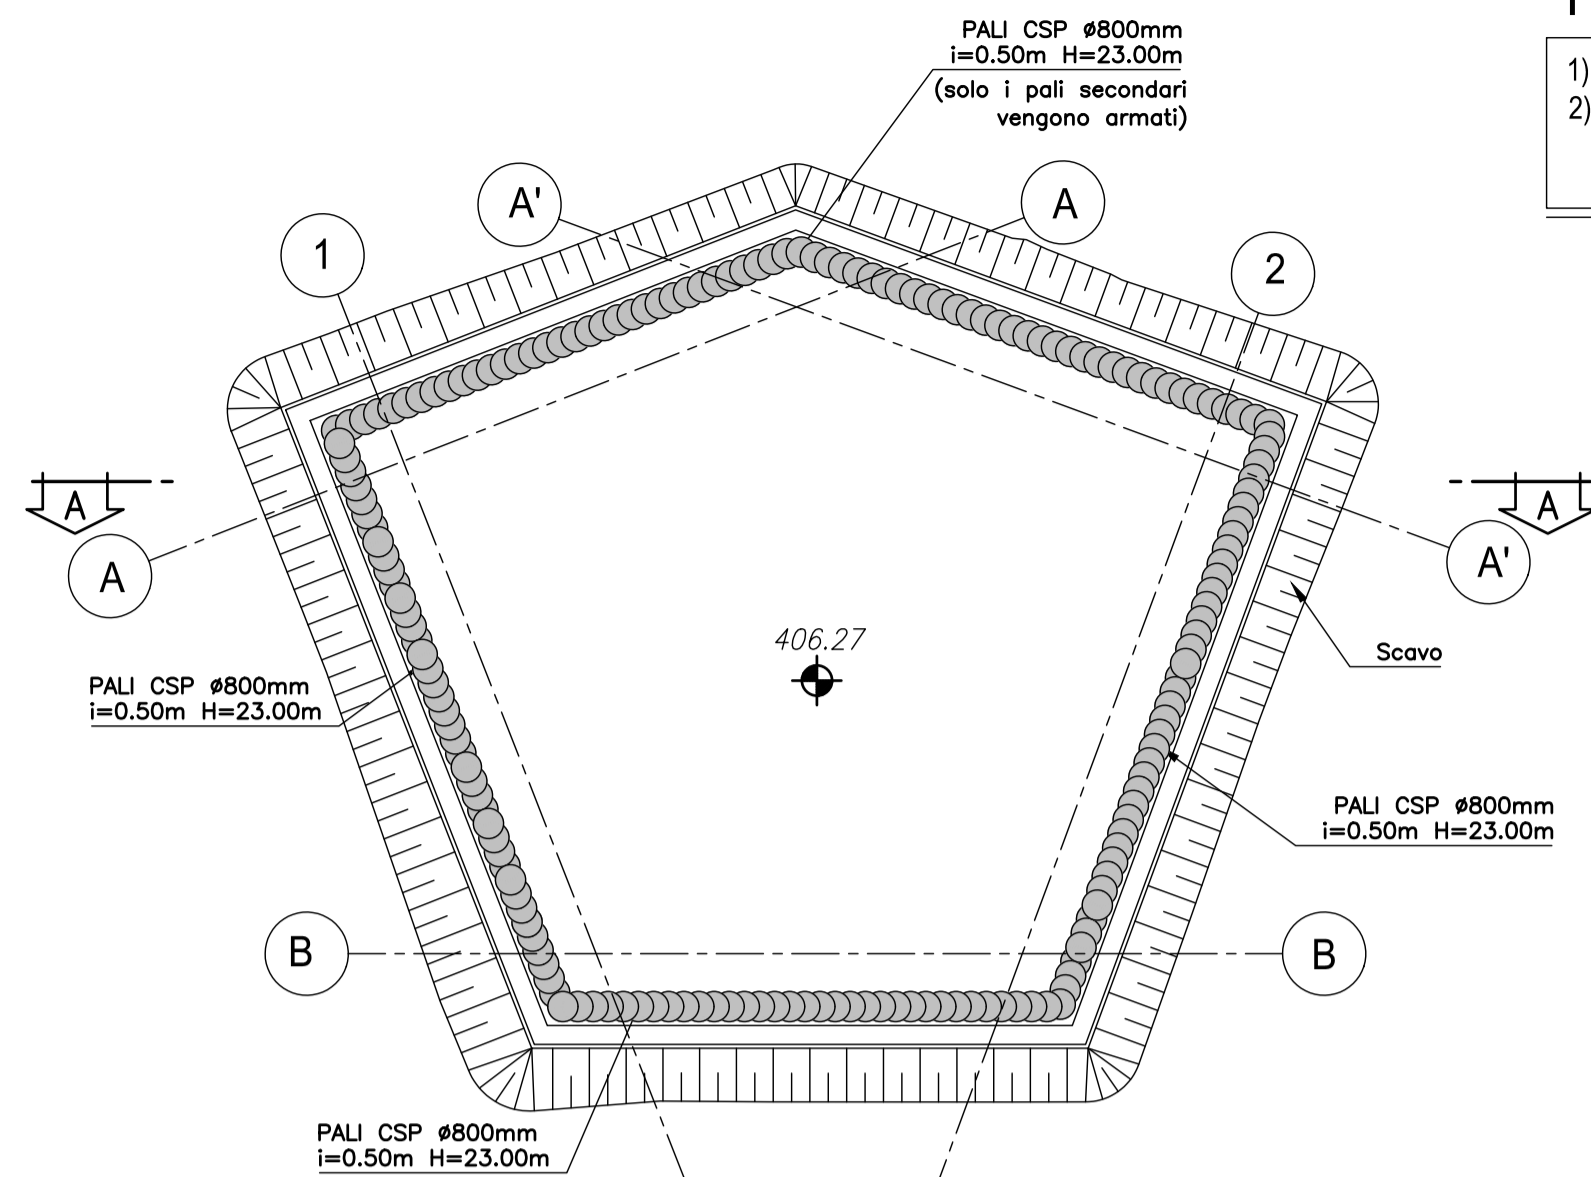 PALI CSP ø800mm
i=0.50m H=23.00m
(solo i pali secondari
vengono armati)
1)
2)
A'
A
1
2
A
A
A
A'
406.27
Scavo
PALI CSP ø800mm
i=0.50m H=23.00m
PALI CSP ø800mm
i=0.50m H=23.00m
B
B
PALI CSP ø800mm
i=0.50m H=23.00m